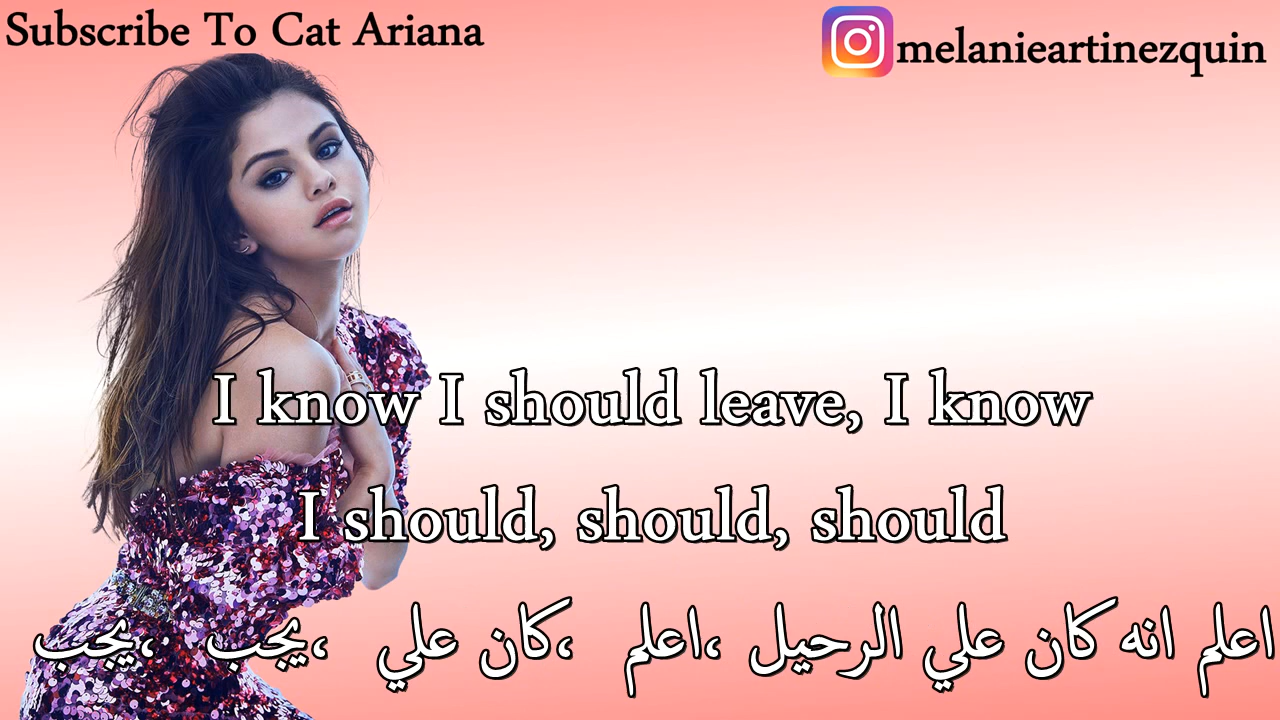 Subscribe To Cat Ariana
melanieartinezquin
I know I should leave, I know
I should, should, should
اعلم انه كان علي الرحيل ،اعلم ،كان علي ،يجب ،يجب